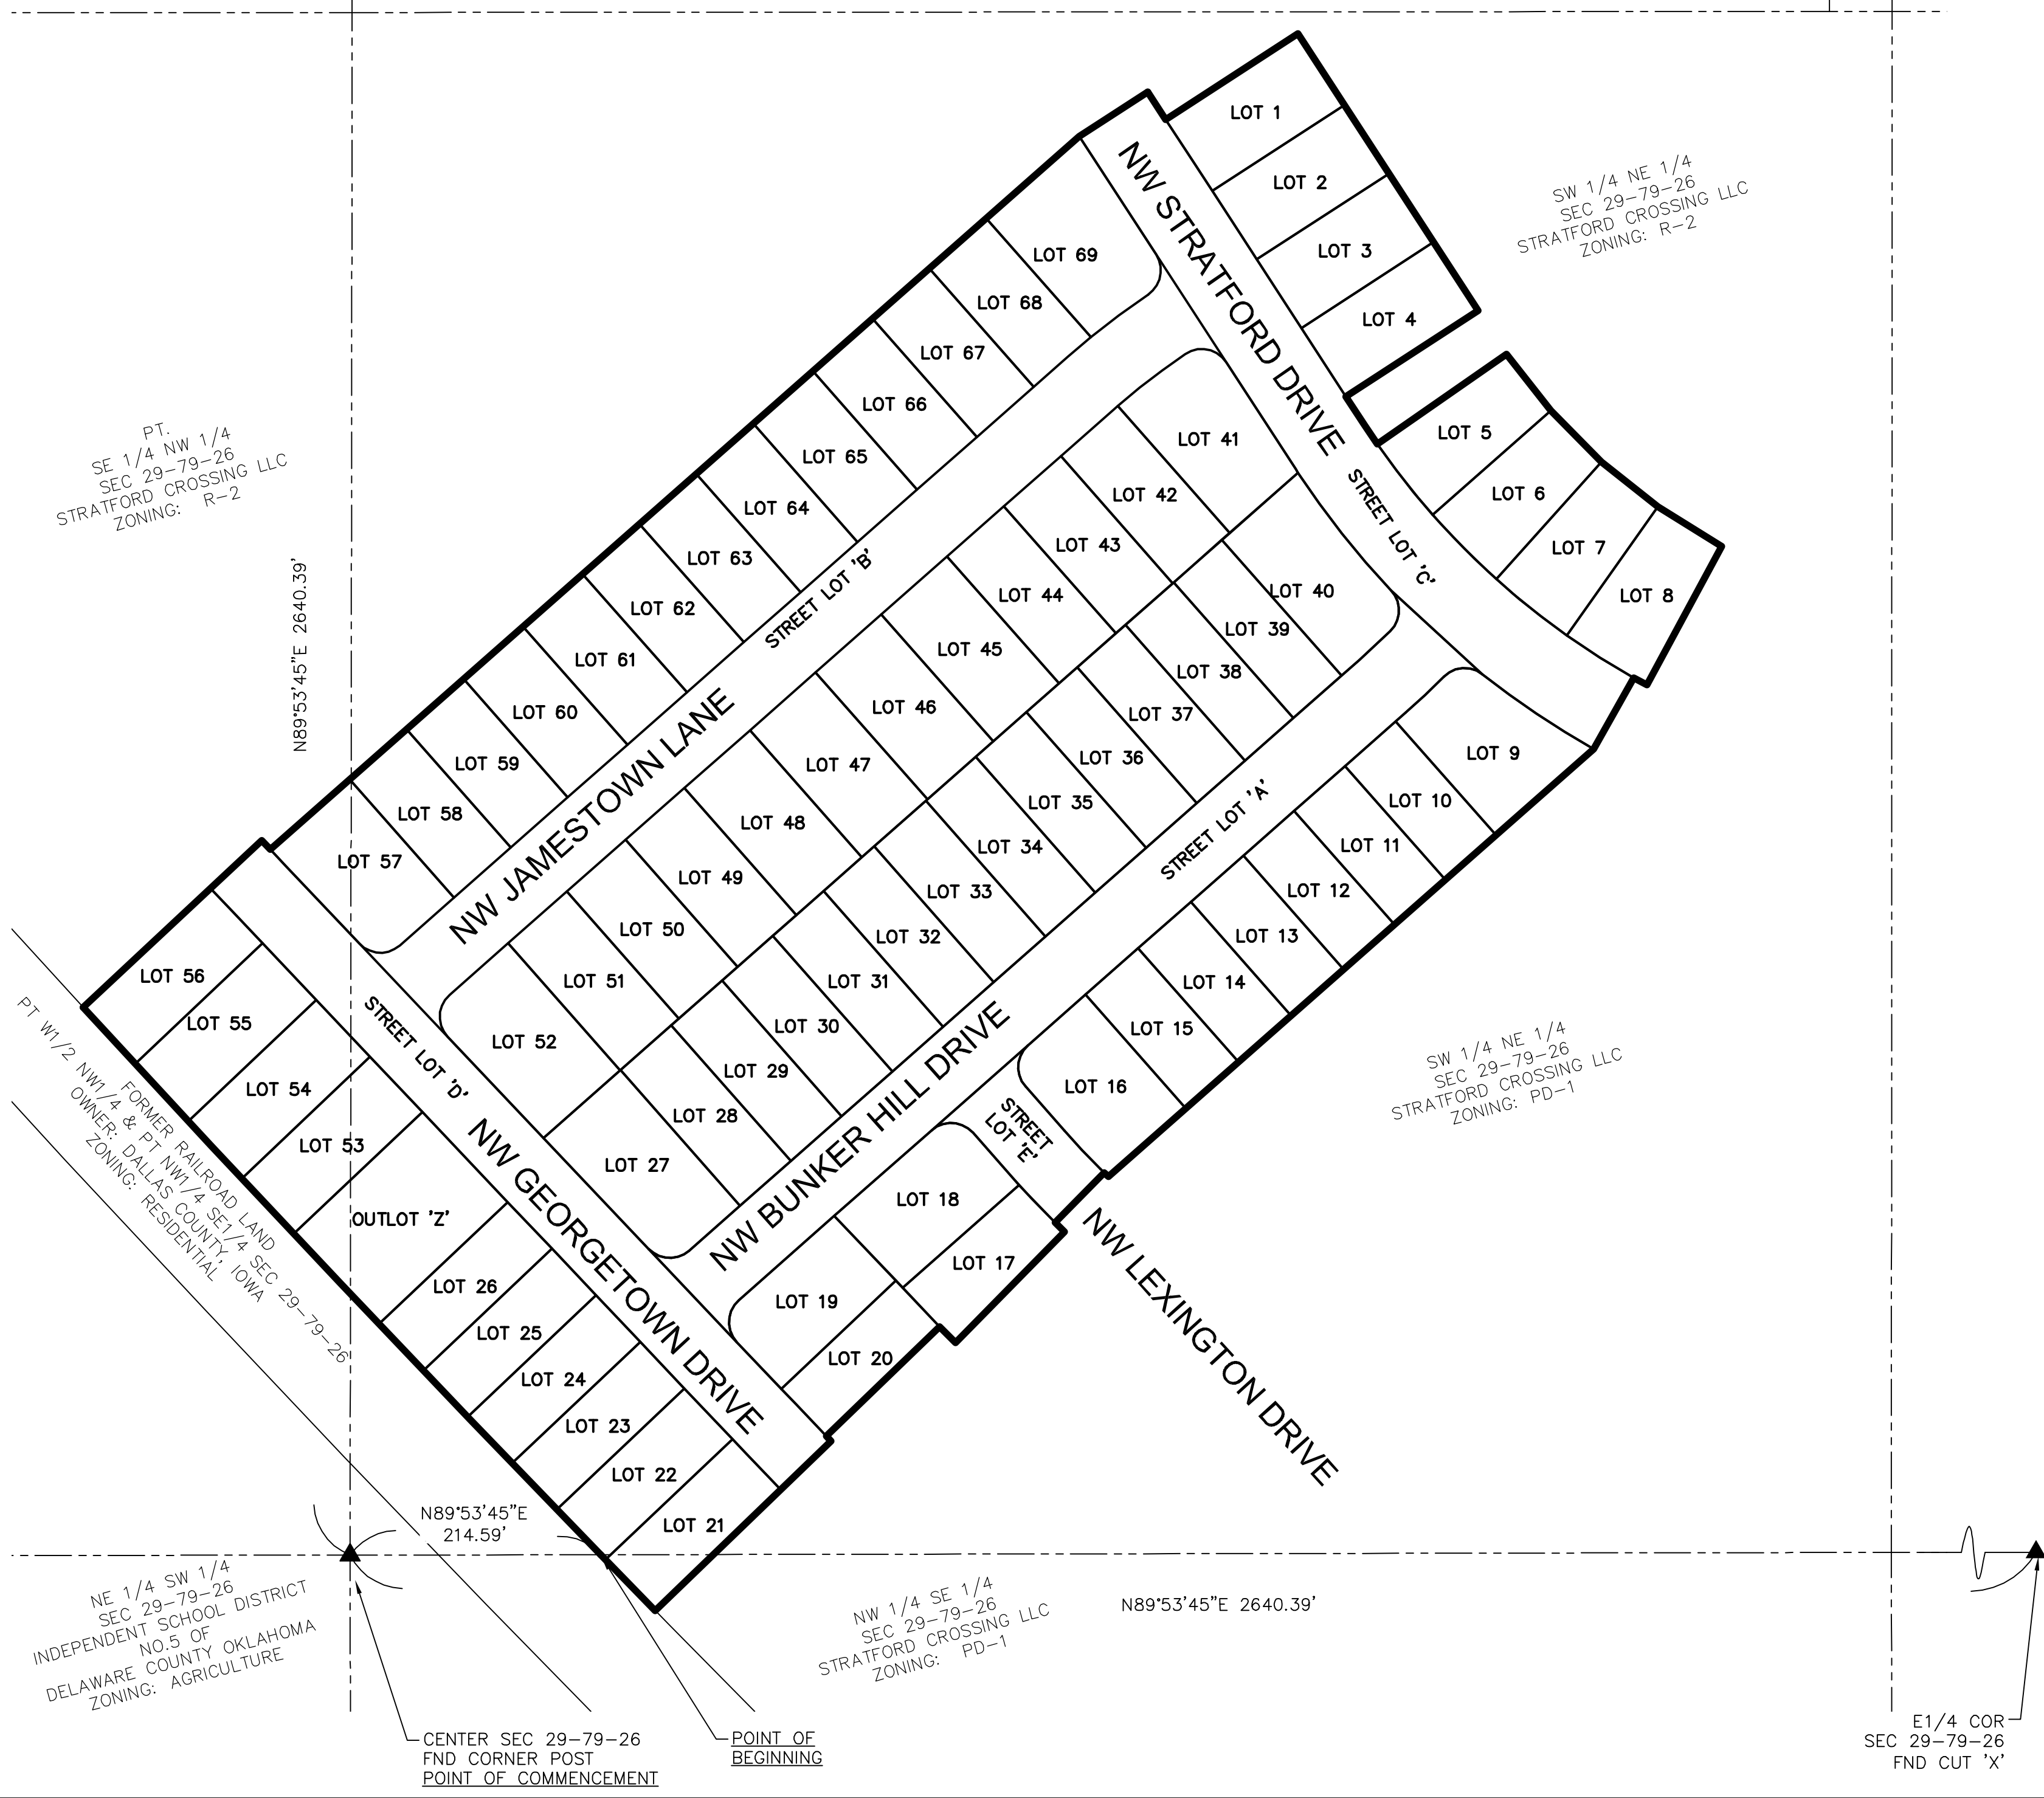 LOT 1
LOT 2
LOT 3
LOT 4
SW 1/4 NE 1/4
SEC 29-79-26
STRATFORD CROSSING LLC
ZONING: R-2
NW STRATFORD DRIVE
STREET LOT 'C'
LOT 5
LOT 6
LOT 7
LOT 8
LOT 69
LOT 68
LOT 67
LOT 66
LOT 65
LOT 64
LOT 63
LOT 62
LOT 61
LOT 60
LOT 59
LOT 58
LOT 57
PT.
SE 1/4 NW 1/4
SEC 29-79-26
STRATFORD CROSSING LLC
ZONING: R-2
N89°53'45"E 2640.39'
STREET LOT 'B'
NW JAMESTOWN LANE
LOT 41
LOT 42
LOT 43
LOT 44
LOT 45
LOT 46
LOT 47
LOT 48
LOT 49
LOT 50
LOT 51
LOT 52
LOT 40
LOT 39
LOT 38
LOT 37
LOT 36
LOT 35
LOT 34
LOT 33
LOT 32
LOT 31
LOT 30
LOT 29
LOT 28
LOT 27
STREET LOT 'A'
NW BUNKER HILL DRIVE
LOT 9
LOT 10
LOT 11
LOT 12
LOT 13
LOT 14
LOT 15
LOT 16
STREET
LOT 'E'
LOT 18
LOT 17
LOT 19
LOT 20
NW LEXINGTON DRIVE
SW 1/4 NE 1/4
SEC 29-79-26
STRATFORD CROSSING LLC
ZONING: PD-1
LOT 56
LOT 55
LOT 54
LOT 53
OUTLOT 'Z'
LOT 26
LOT 25
LOT 24
LOT 23
LOT 22
LOT 21
STREET LOT 'D'
NW GEORGETOWN DRIVE
FORMER RAILROAD LAND
PT W1/2 NW1/4 & PT NW1/4 SE1/4 SEC 29-79-26
OWNER: DALLAS COUNTY, IOWA
ZONING: RESIDENTIAL
N89°53'45"E
214.59'
NE 1/4 SW 1/4
SEC 29-79-26
INDEPENDENT SCHOOL DISTRICT
NO.5 OF
DELAWARE COUNTY OKLAHOMA
ZONING: AGRICULTURE
NW 1/4 SE 1/4
SEC 29-79-26
STRATFORD CROSSING LLC
ZONING: PD-1
N89°53'45"E 2640.39'
CENTER SEC 29-79-26
FND CORNER POST
POINT OF COMMENCEMENT
POINT OF
BEGINNING
E1/4 COR
SEC 29-79-26
FND CUT 'X'